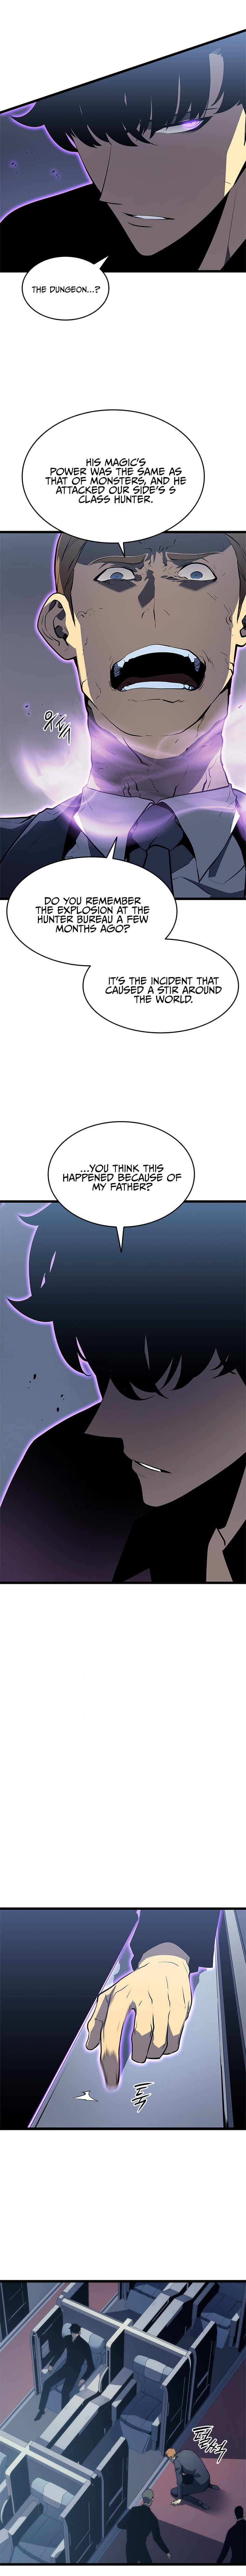 THE DUNGEON...?
HIS MAGIC'S
POWER WAS THE SAME AS
THAT OF MONSTERS, AND HE
ATTACKED OUR SIDE'S S
CLASS HUNTER.
DO YOU REMEMBER
THE EXPLOSION AT THE
HUNTER BUREAU A FEW
MONTHS AGO?
IT'S THE INCIDENT THAT
CAUSED A STIR AROUND
THE WORLD.
...YOU THINK THIS
HAPPENED BECAUSE OF
MY FATHER?
툭